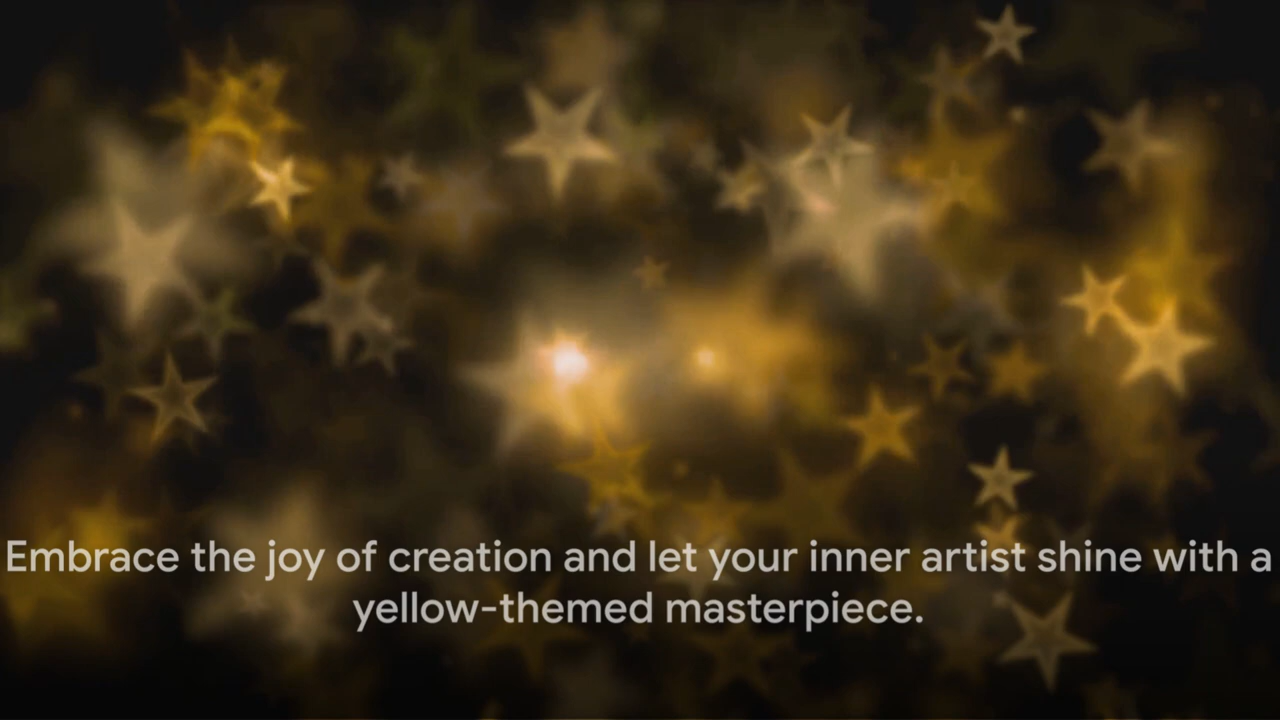 Embrace the joy of creation and let your inner artist shine with a
yellow-themed masterpiece.